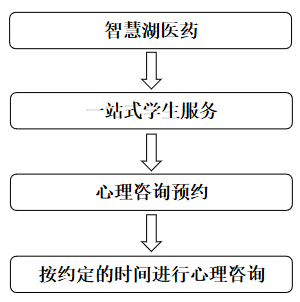 智慧湖医药
一站式学生服务
心理咨询预约
按约定的时间进行心理咨询